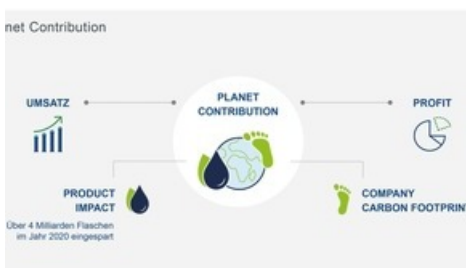 net Contribution
UMSATZ
PLANET
CONTRIBUTION
PROFIT
PRODUCT
IMPACT
Über 4 Milliarden Flaschen
im Jahr 2020 eingespart
COMPANY
CARBON FOOTPRIN